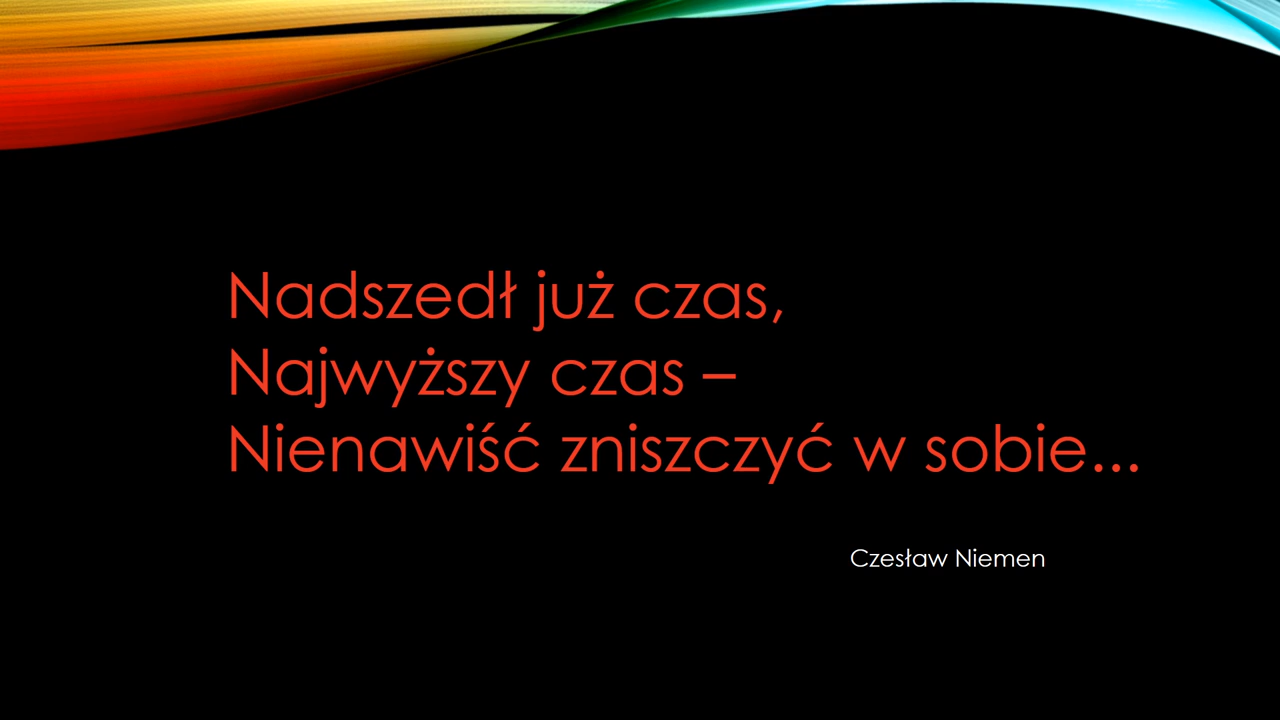 Nadszedł już czas,
Najwyższy czas –
Nienawiść zniszczyć w sobie...
Czesław Niemen